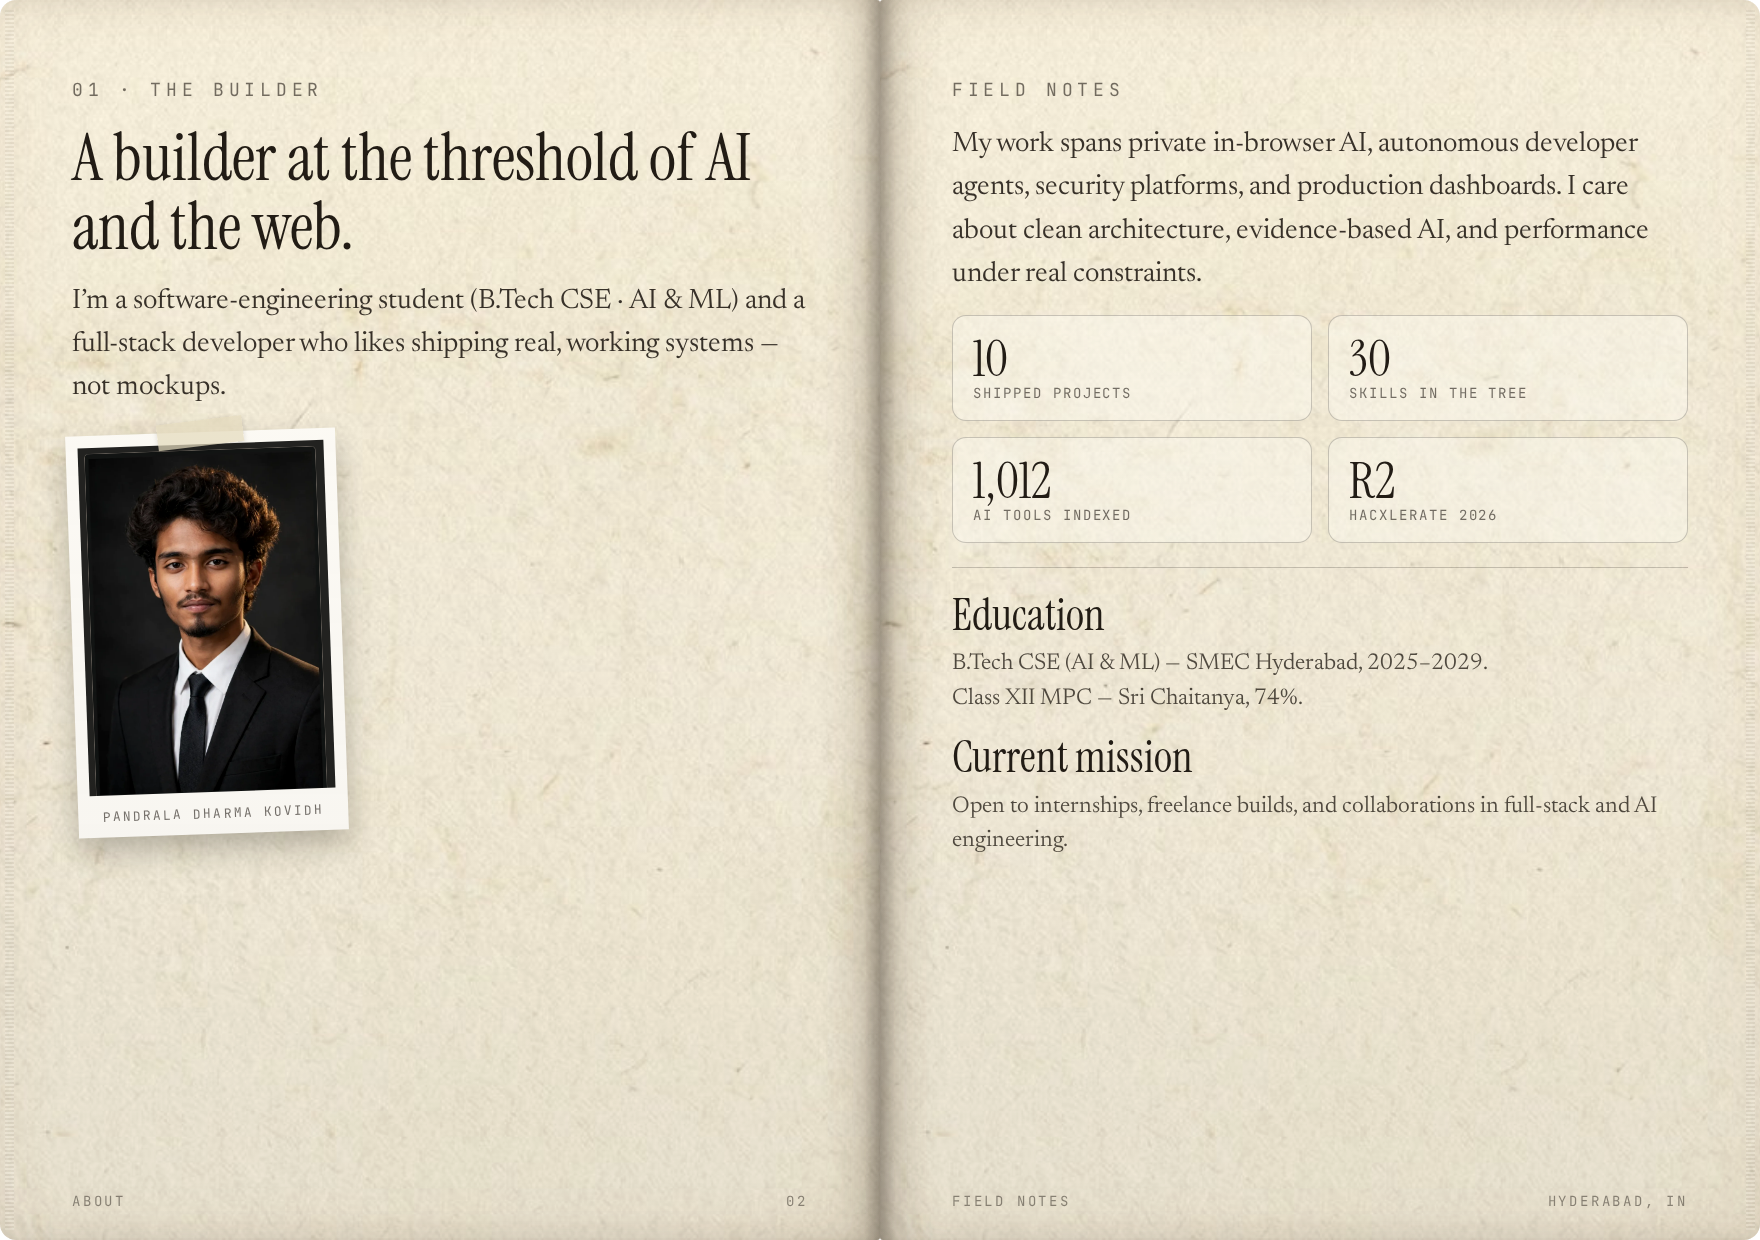 01 · THE BUILDER
A builder at the threshold of AI
and the web.
I’m a software-engineering student (B.Tech CSE · AI & ML) and a
full-stack developer who likes shipping real, working systems —
not mockups.
PANDRALA DHARMA KOVIDH
ABOUT
02
FIELD NOTES
My work spans private in-browser AI, autonomous developer
agents, security platforms, and production dashboards. I care
about clean architecture, evidence-based AI, and performance
under real constraints.
10
SHIPPED PROJECTS
30
SKILLS IN THE TREE
1,012
AI TOOLS INDEXED
R2
HACXLERATE 2026
Education
B.Tech CSE (AI & ML) — SMEC Hyderabad, 2025–2029.
Class XII MPC — Sri Chaitanya, 74%.
Current mission
Open to internships, freelance builds, and collaborations in full-stack and AI
engineering.
FIELD NOTES
HYDERABAD, IN